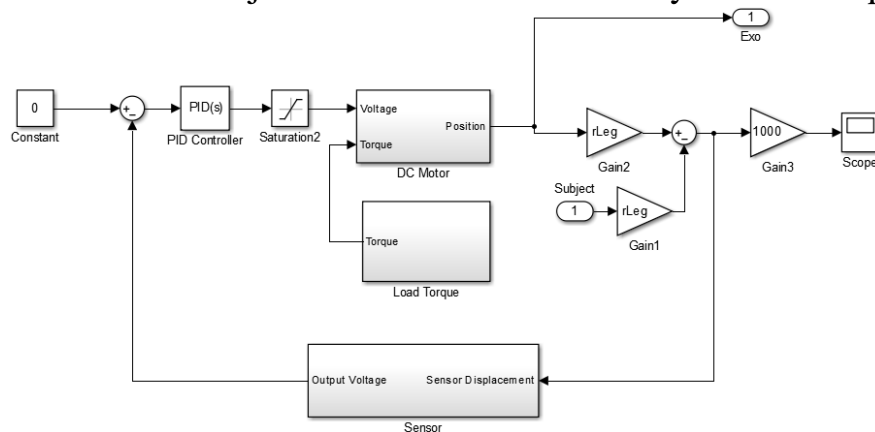 1
Exo
0
Constant
+
−
PID(s)
PID Controller
Saturation2
Voltage
Torque
Position
DC Motor
rLeg
Gain2
+
−
1000
Gain3
Scope
Subject
1
rLeg
Gain1
Torque
Load Torque
Output Voltage
Sensor Displacement
Sensor